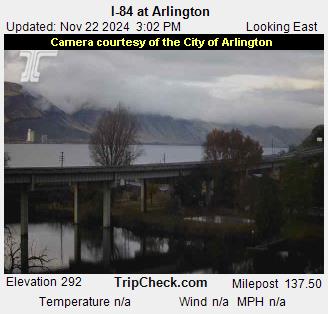 I-84 at Arlington
Updated: Nov 22 2024 3:02 PM Looking East
Camera courtesy of the City of Arlington
Elevation 292 TripCheck.com Milepost 137.50
Temperature n/a Wind n/a MPH n/a